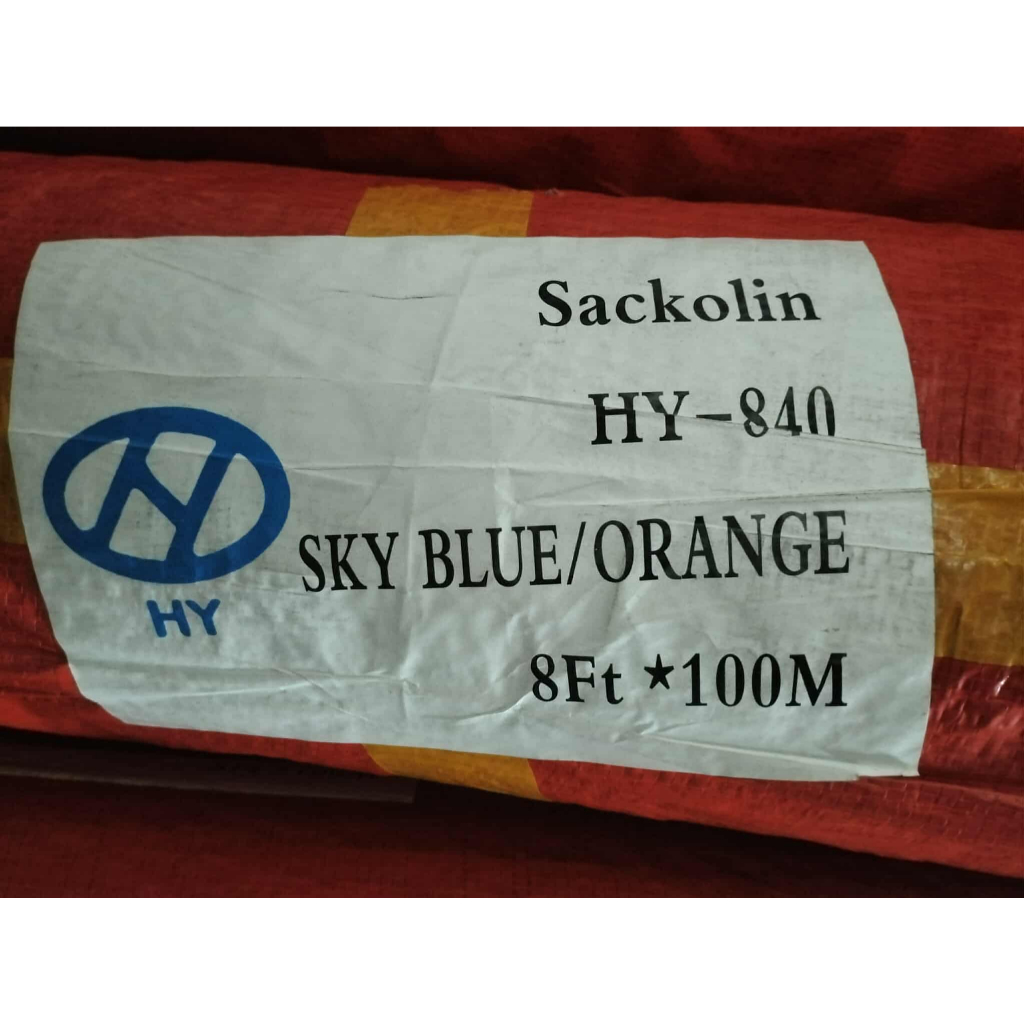 Sackolin
HY-840
SKY BLUE/ORANGE
HY
8Ft ★100M